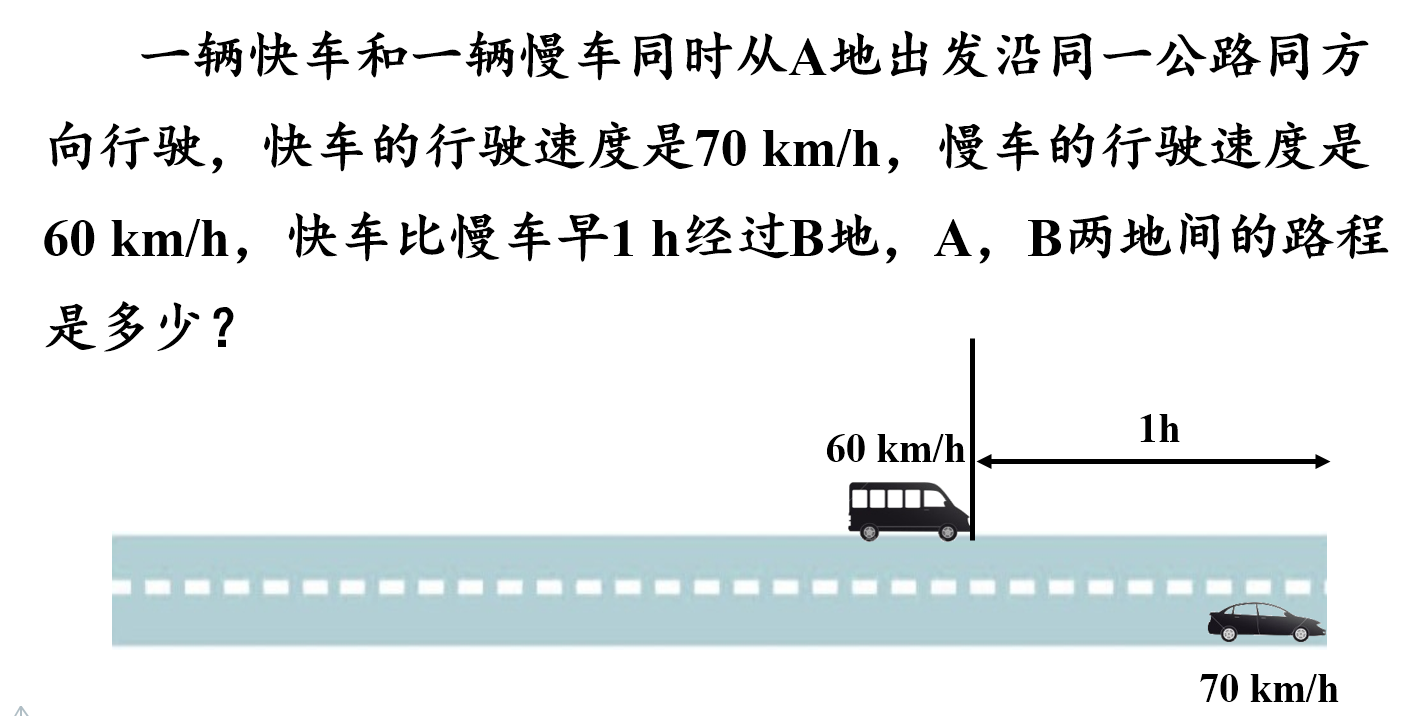 一辆快车和一辆慢车同时从A地出发沿同一公路同方
向行驶，快车的行驶速度是70 km/h，慢车的行驶速度是
60 km/h，快车比慢车早1 h经过B地，A，B两地间的路程
是多少？
1h
60 km/h
70 km/h